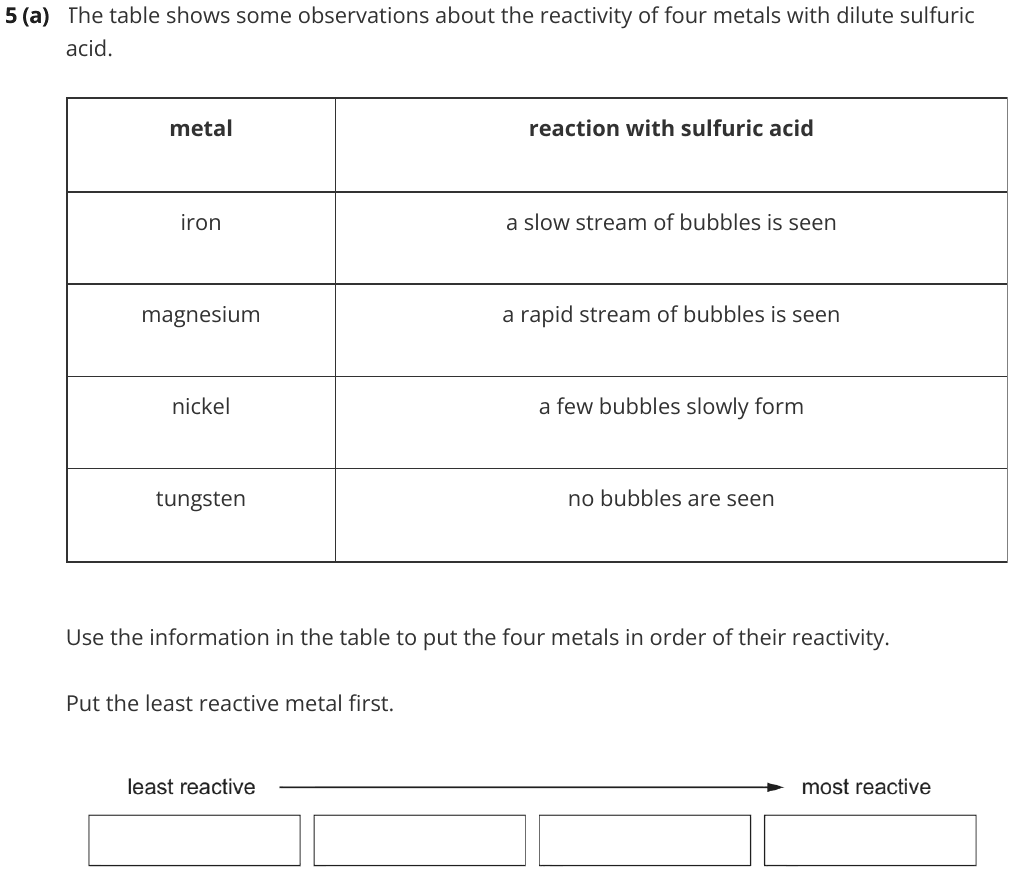 5 (a) The table shows some observations about the reactivity of four metals with dilute sulfuric
acid.
metal reaction with sulfuric acid
iron a slow stream of bubbles is seen
magnesium a rapid stream of bubbles is seen
nickel a few bubbles slowly form
tungsten no bubbles are seen
Use the information in the table to put the four metals in order of their reactivity.
Put the least reactive metal first.
least reactive most reactive